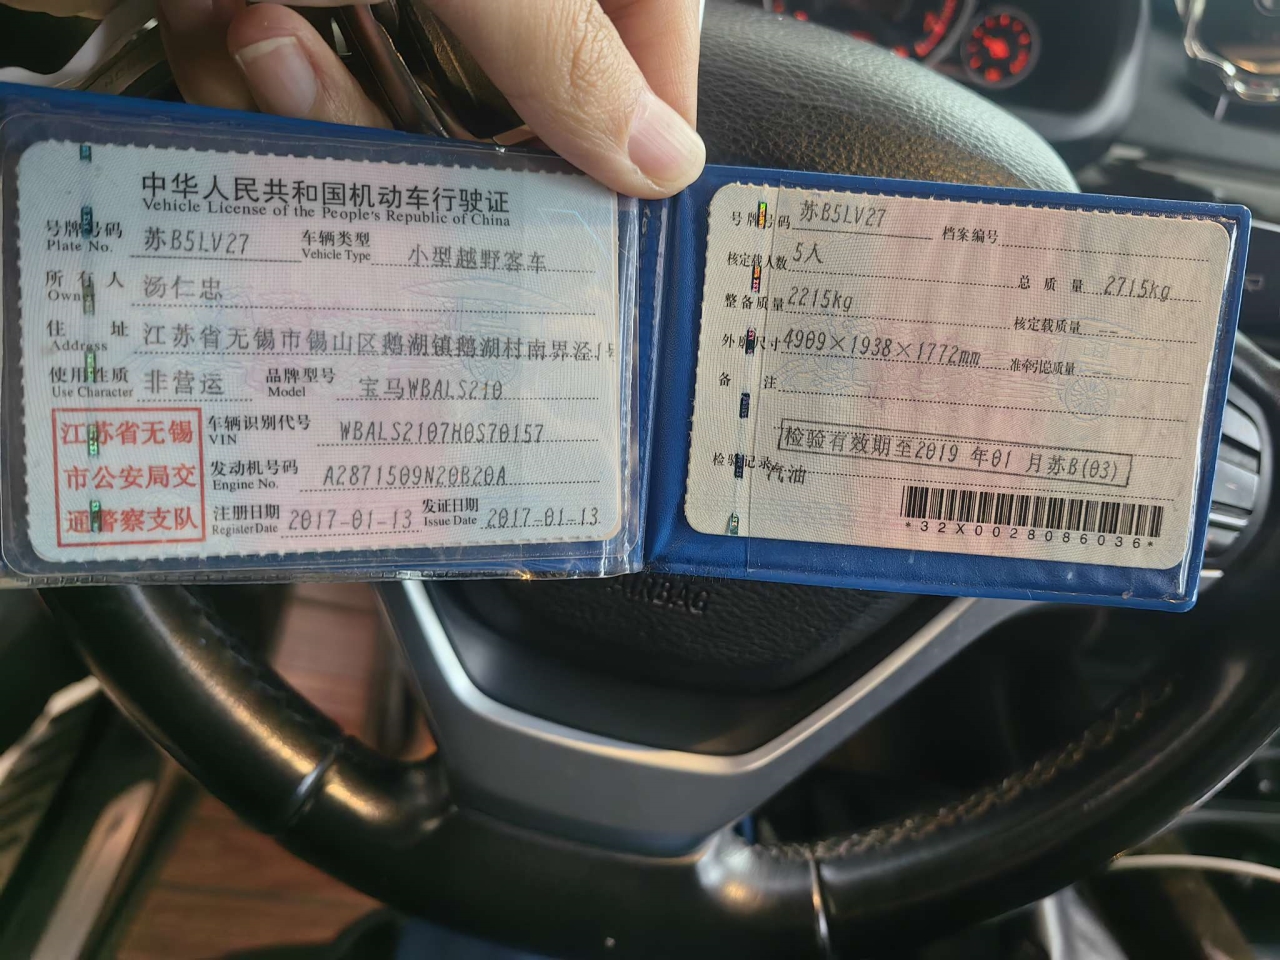 中华人民共和国机动车行驶证
Vehicle License of the People's Republic of China
号牌号码 苏B5LV27 车辆类型 小型越野客车
Plate No. Vehicle Type
所有人 汤仁忠
Owner
住址 江苏省无锡市锡山区鹅湖镇鹅湖村南界泾
Address
使用性质 非营运 品牌型号 宝马WBALS210
Use Character Model
江苏省无锡
市公安局交
通警察支队
车辆识别代号 WBALS2107H0S70157
VIN
发动机号码 A2871509N20B20A
Engine No.
注册日期 2017-01-13 发证日期 2017-01-13
Register Date Issue Date
号牌号码 苏B5LV27 档案编号
核定载人数 5人 总质量 2715kg
整备质量 2215kg 核定载质量 --
外廓尺寸 4909×1938×1772mm 准牵引总质量
备注
检验有效期至2019年01月苏B(03)
检验记录 汽油
*32X0028086036*
AIRBAG